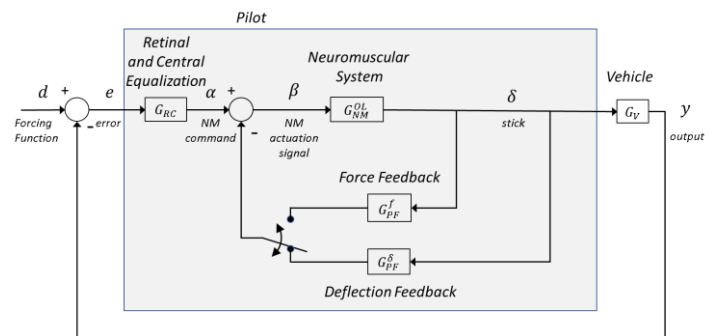 Pilot
Retinal
and Central
Equalization
Neuromuscular
System
Vehicle
d + e α + β δ y
G_RC
G_NM^OL
G_V
Forcing
Function
- error
NM
command
-
NM
actuation
signal
stick
output
Force Feedback
G_PF^f
G_PF^δ
Deflection Feedback